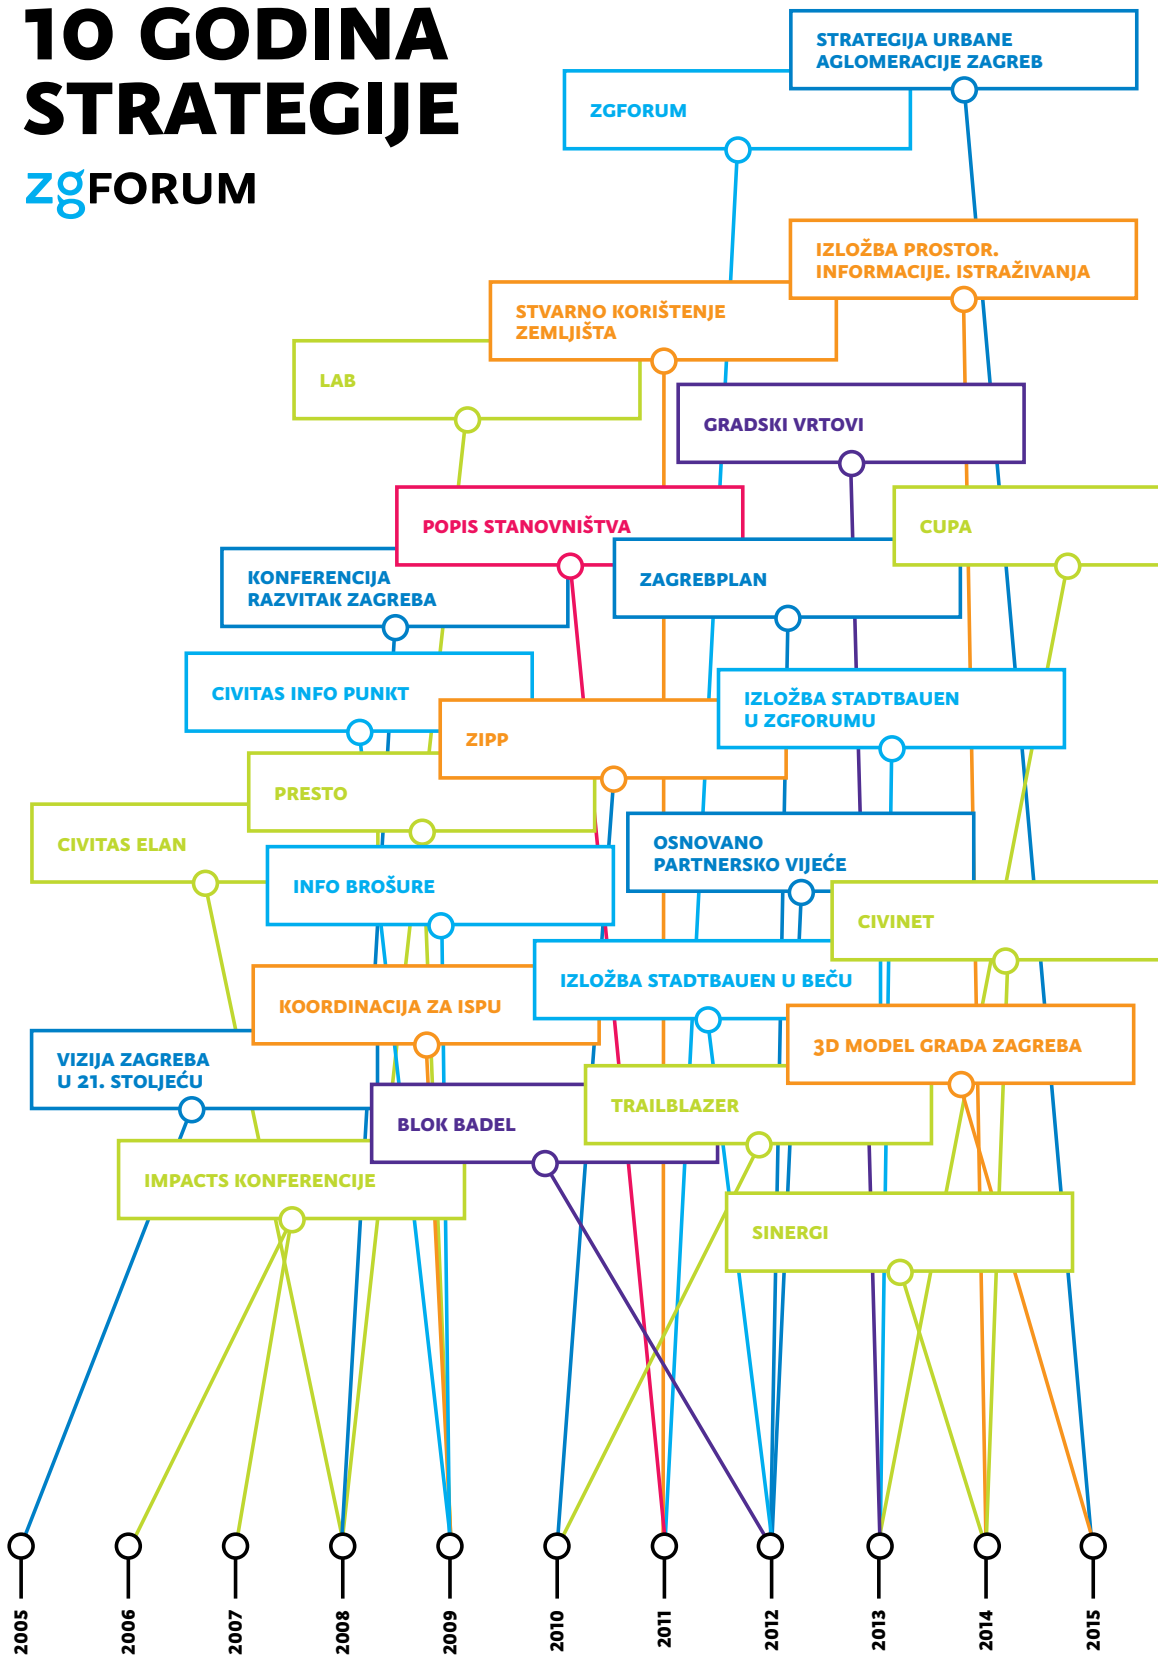 10 GODINA
STRATEGIJE
zgFORUM
STRATEGIJA URBANE
AGLOMERACIJE ZAGREB
ZGFORUM
IZLOŽBA PROSTOR.
INFORMACIJE. ISTRAŽIVANJA
STVARNO KORIŠTENJE
ZEMLJIŠTA
LAB
GRADSKI VRTOVI
POPIS STANOVNIŠTVA
CUPA
KONFERENCIJA
RAZVITAK ZAGREBA
ZAGREBPLAN
CIVITAS INFO PUNKT
IZLOŽBA STADTBAUEN
U ZGFORUMU
ZIPP
PRESTO
CIVITAS ELAN
OSNOVANO
PARTNERSKO VIJEĆE
INFO BROŠURE
CIVINET
IZLOŽBA STADTBAUEN U BEČU
KOORDINACIJA ZA ISPU
3D MODEL GRADA ZAGREBA
VIZIJA ZAGREBA
U 21. STOLJEĆU
TRAILBLAZER
BLOK BADEL
IMPACTS KONFERENCIJE
SINERGI
2005
2006
2007
2008
2009
2010
2011
2012
2013
2014
2015